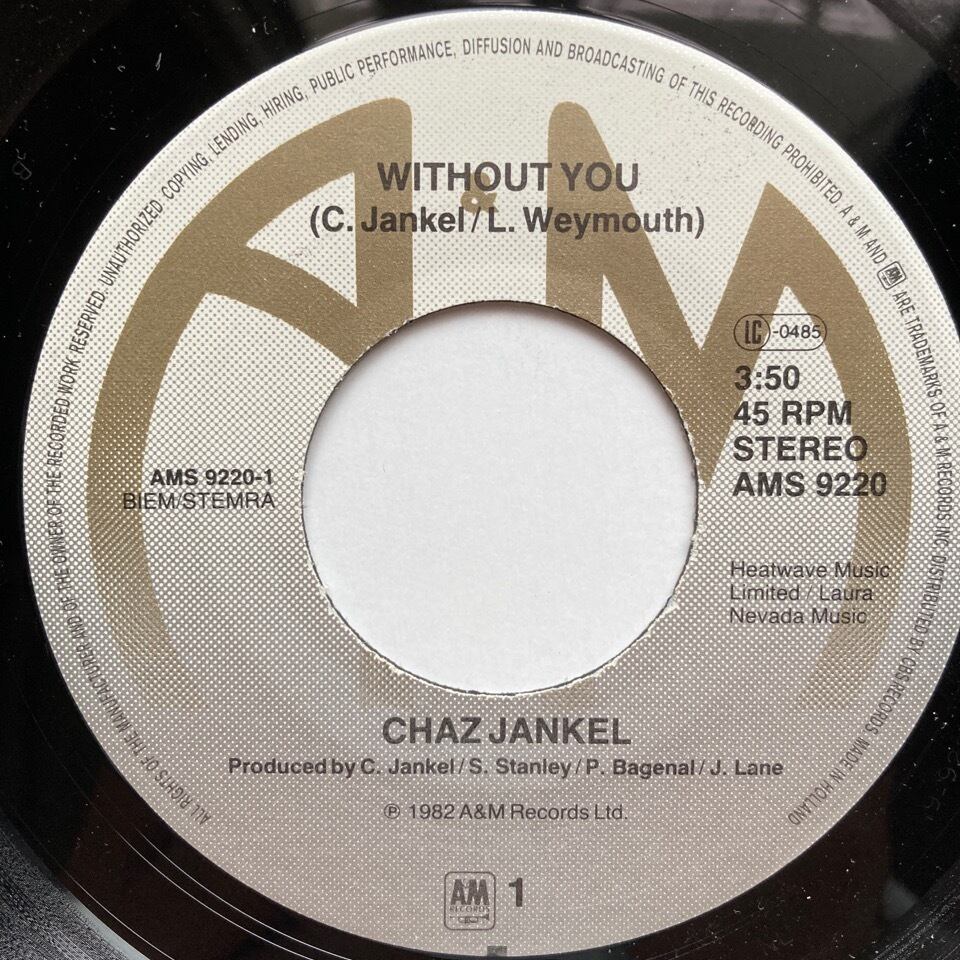 ALL RIGHTS OF THE MANUFACTURER AND OF THE OWNER OF THE RECORDED WORK RESERVED. UNAUTHORIZED COPYING, LENDING, HIRING, PUBLIC PERFORMANCE, DIFFUSION AND BROADCASTING OF THIS RECORDING PROHIBITED. A & M AND AM ARE TRADEMARKS OF A & M RECORDS INC. DISTRIBUTED BY CBS RECORDS. MADE IN HOLLAND
A&M
WITHOUT YOU
(C. Jankel / L. Weymouth)
LC -0485
3:50
45 RPM
STEREO
AMS 9220
AMS 9220-1
BIEM/STEMRA
Heatwave Music
Limited / Laura
Nevada Music
CHAZ JANKEL
Produced by C. Jankel / S. Stanley / P. Bagenal / J. Lane
℗ 1982 A&M Records Ltd.
AM
RECORDS
1